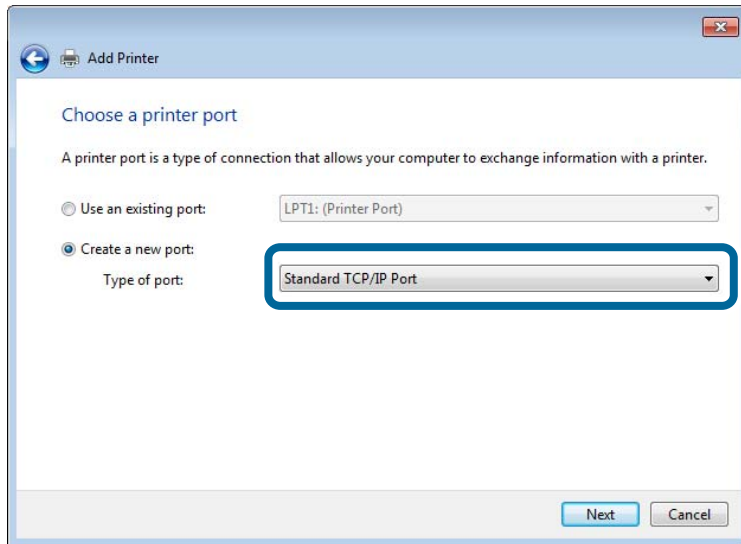 Add Printer
Choose a printer port
A printer port is a type of connection that allows your computer to exchange information with a printer.
Use an existing port: LPT1: (Printer Port)
Create a new port:
Type of port: Standard TCP/IP Port
Next Cancel